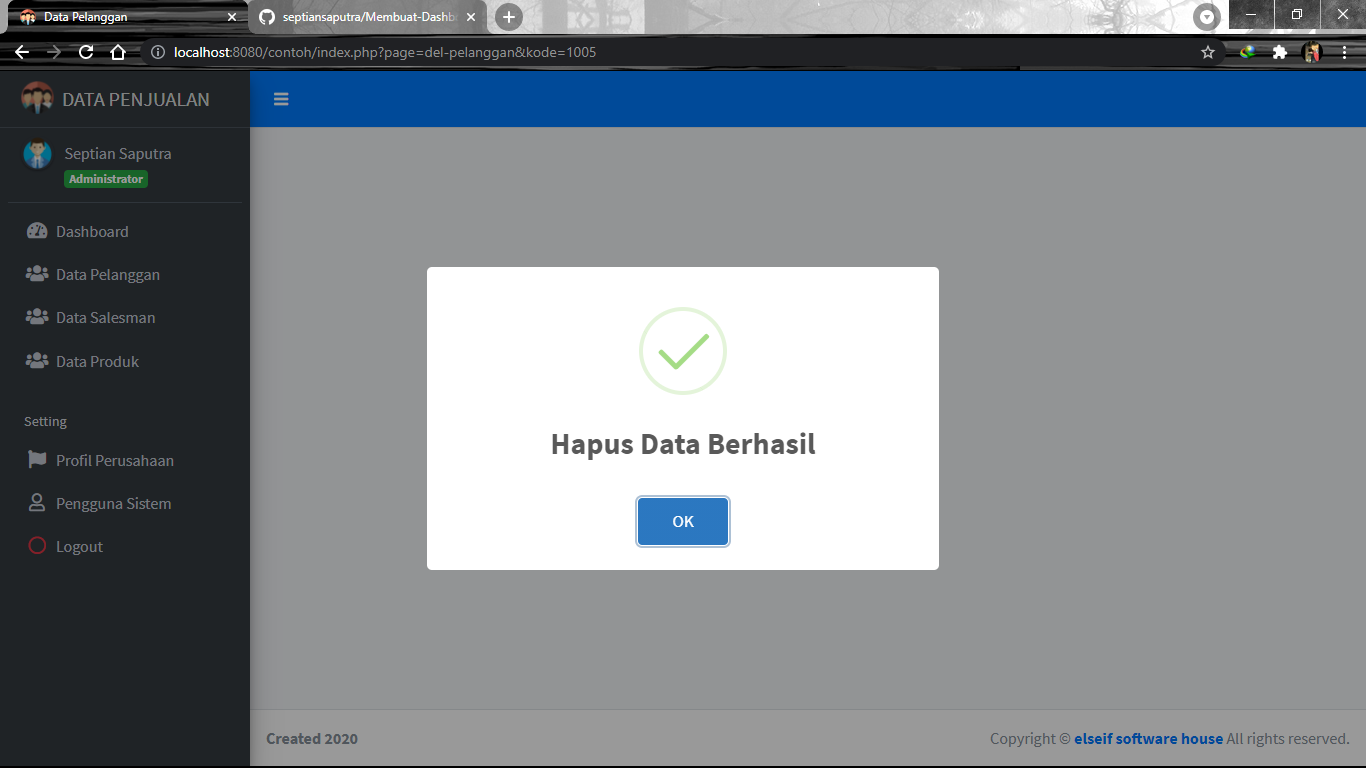 Data Pelanggan
septiansaputra/Membuat-Dashb
localhost:8080/contoh/index.php?page=del-pelanggan&kode=1005
DATA PENJUALAN
Septian Saputra
Administrator
Dashboard
Data Pelanggan
Data Salesman
Data Produk
Setting
Profil Perusahaan
Pengguna Sistem
Logout
Hapus Data Berhasil
OK
Created 2020
Copyright © elseif software house All rights reserved.